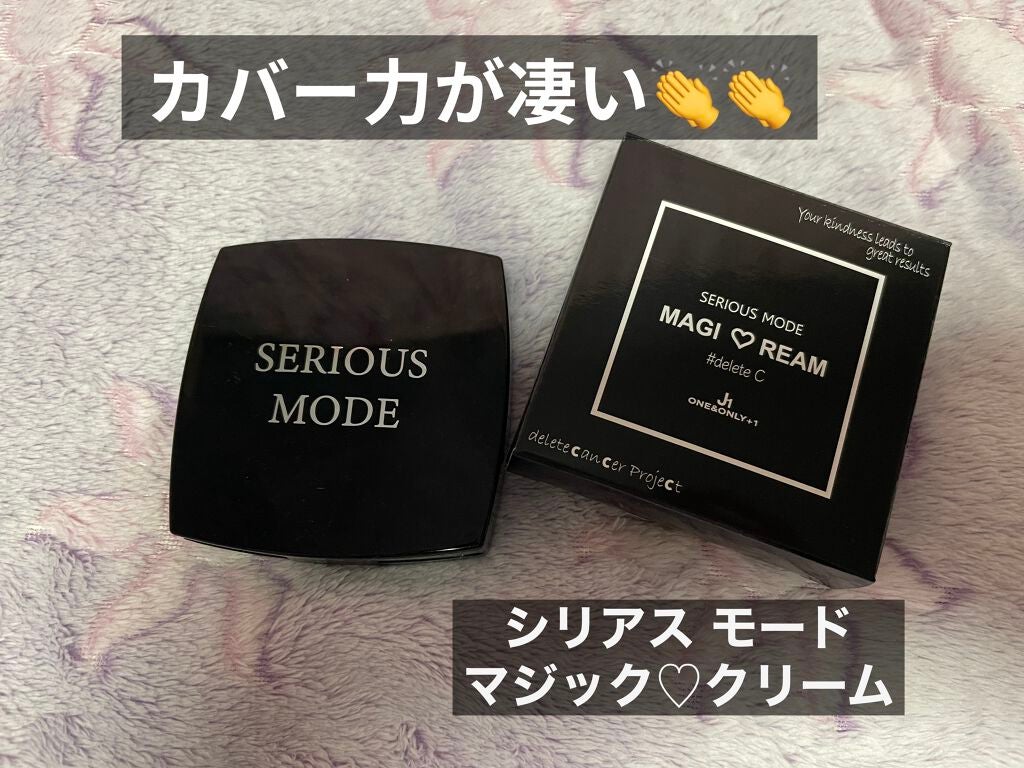 カバー力が凄い👏👏
Your kindness leads to
great results
SERIOUS MODE
MAGI ♡ REAM
#delete C
J1
ONE&ONLY+1
deletecancer Project
SERIOUS
MODE
シリアス モード
マジック♡クリーム